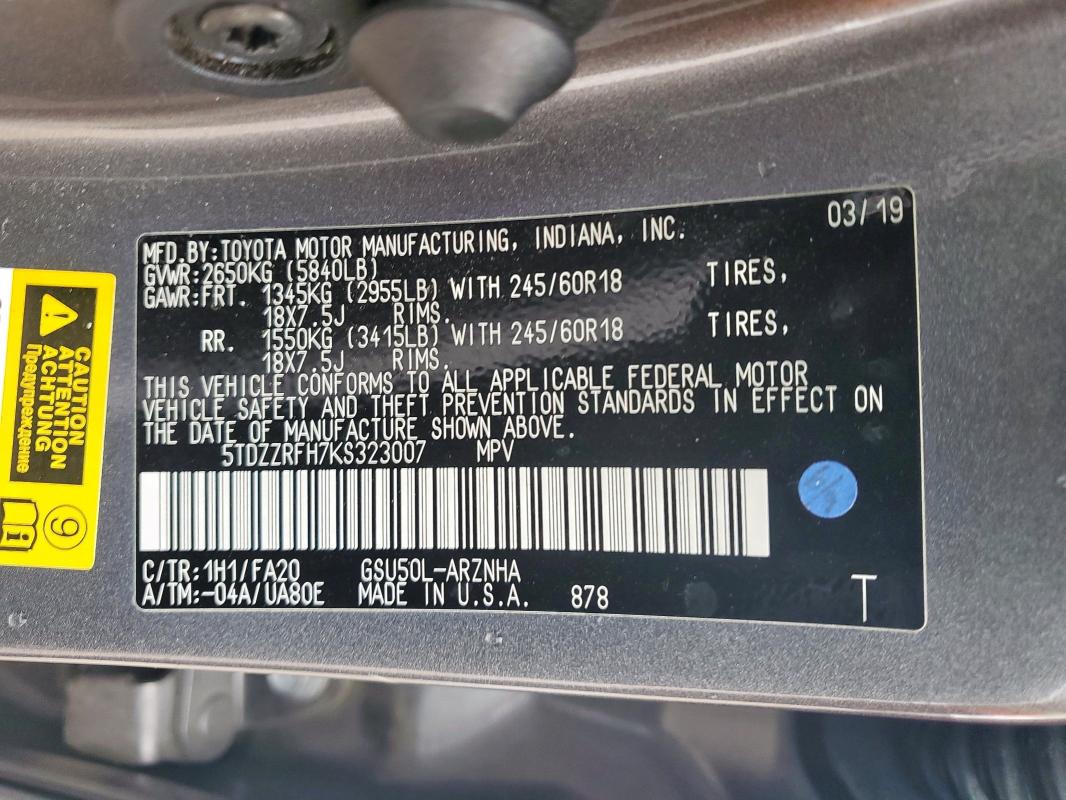 03/19
MFD.BY:TOYOTA MOTOR MANUFACTURING, INDIANA, INC.
GVWR:2650KG (5840LB)
GAWR:FRT. 1345KG (2955LB) WITH 245/60R18 TIRES,
18X7.5J RIMS.
RR. 1550KG (3415LB) WITH 245/60R18 TIRES,
18X7.5J RIMS.
THIS VEHICLE CONFORMS TO ALL APPLICABLE FEDERAL MOTOR
VEHICLE SAFETY AND THEFT PREVENTION STANDARDS IN EFFECT ON
THE DATE OF MANUFACTURE SHOWN ABOVE.
5TDZZRFH7KS323007 MPV
C/TR:1H1/FA20 GSU50L-ARZNHA
A/TM:-04A/UA80E MADE IN U.S.A. 878
T
CAUTION
ATTENTION
ACHTUNG
Предупреждение
9
i